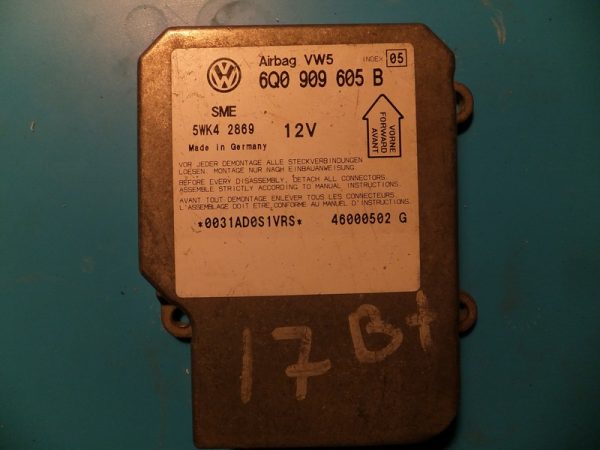 Airbag VW5 INDEX 05
6Q0 909 605 B
SME
5WK4 2869 12V
Made in Germany
VORNE
FORWARD
AVANT
VOR JEDER DEMONTAGE ALLE STECKVERBINDUNGEN
LOESEN. MONTAGE NUR NACH EINBAUANWEISUNG
BEFORE EVERY DISASSEMBLY, DETACH ALL CONNECTORS.
ASSEMBLE STRICTLY ACCORDING TO MANUAL INSTRUCTIONS.
AVANT TOUT DEMONTAGE ENLEVER TOUS LES CONNECTEURS
L'ASSEMBLAGE DOIT ETRE CONFORME AU MANUEL D'INSTRUCTIONS.
*0031AD0S1VRS* 46000502 G
17 B+